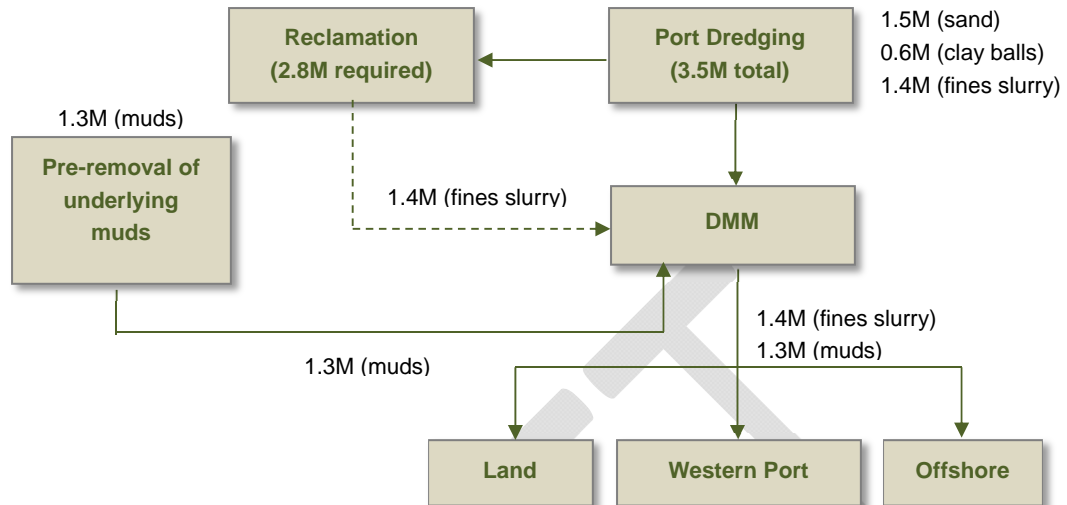 Reclamation
(2.8M required)
Port Dredging
(3.5M total)
1.5M (sand)
0.6M (clay balls)
1.4M (fines slurry)
1.3M (muds)
Pre-removal of
underlying
muds
1.4M (fines slurry)
DMM
1.3M (muds)
1.4M (fines slurry)
1.3M (muds)
Land
Western Port
Offshore